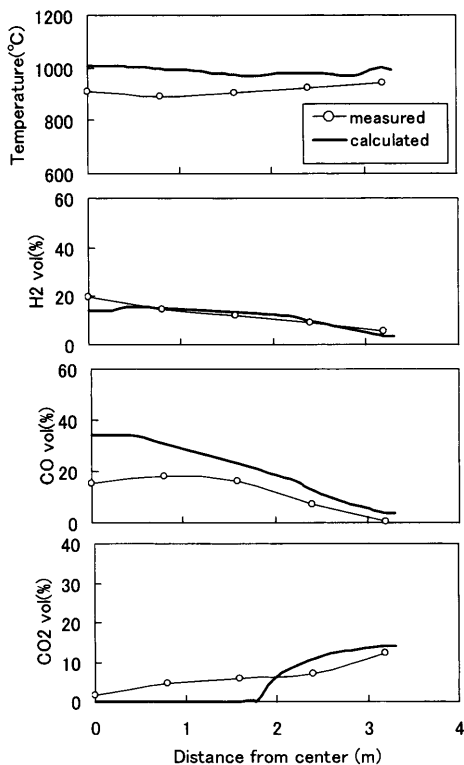 1200
1000
800
600
Temperature(°C)
measured
calculated
60
40
20
0
H2 vol(%)
60
40
20
0
CO vol(%)
40
30
20
10
0
CO2 vol(%)
0 1 2 3 4
Distance from center (m)